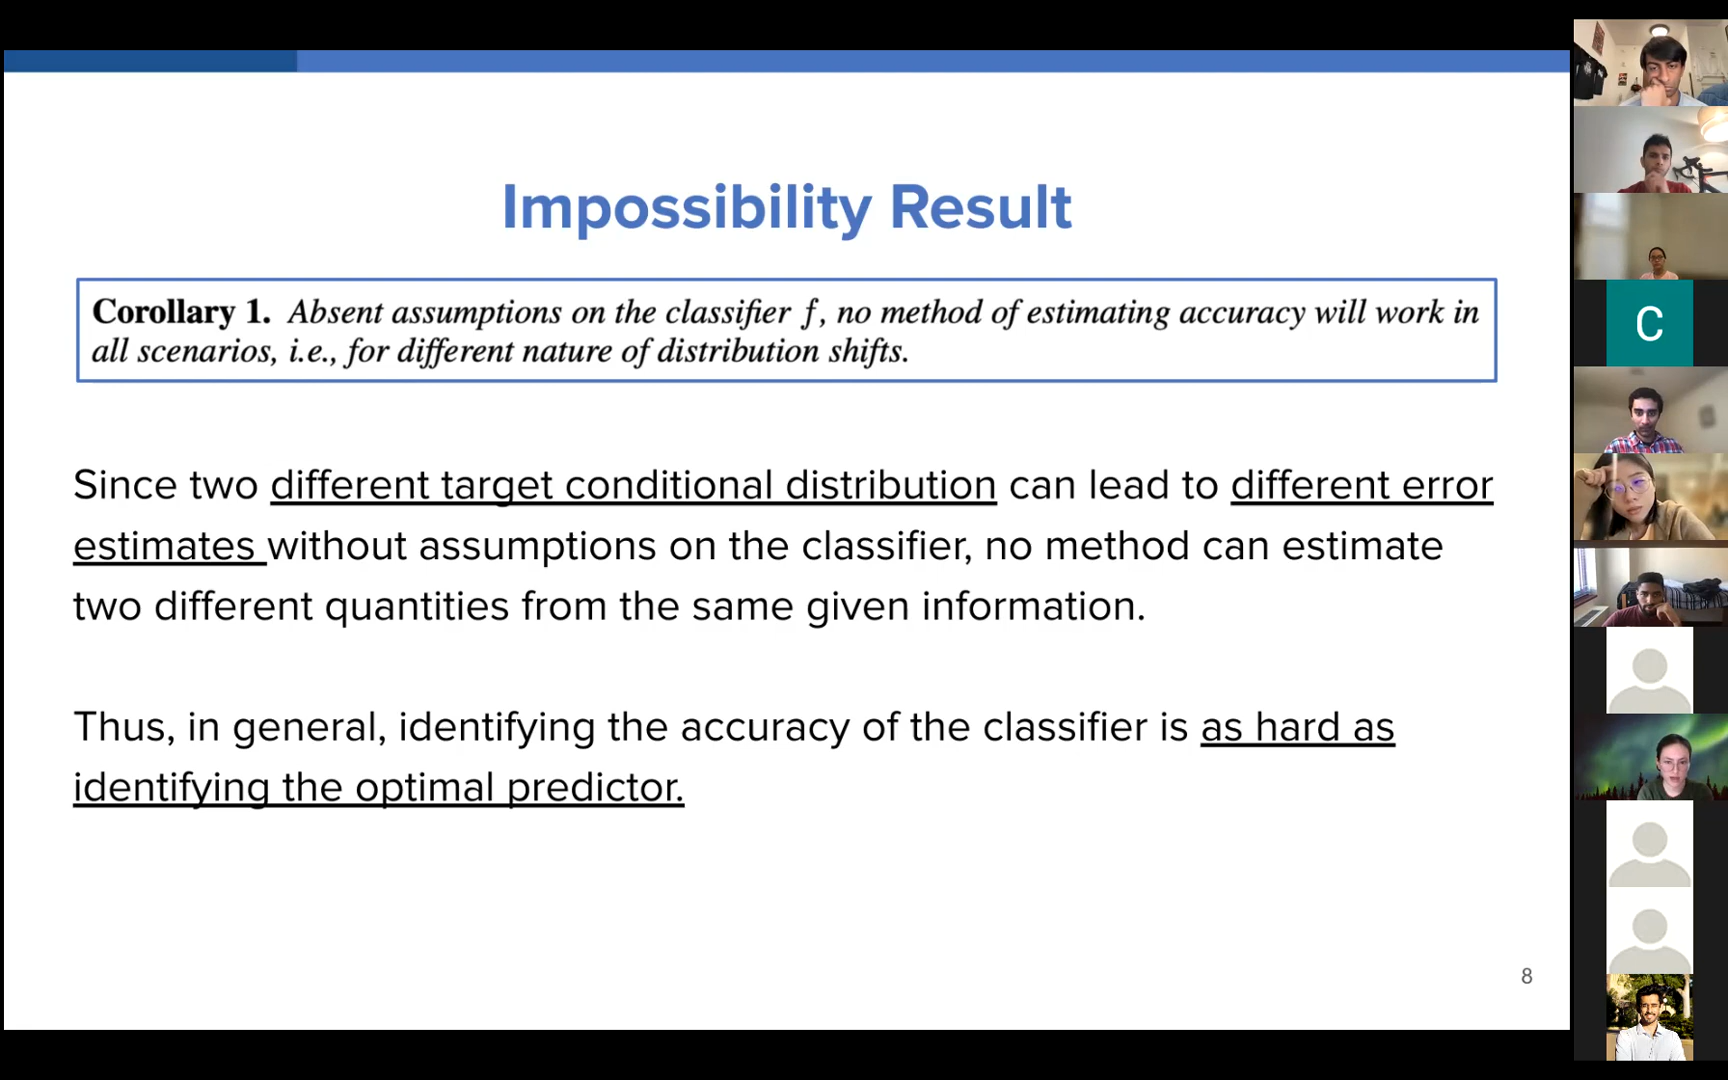 Impossibility Result
Corollary 1. Absent assumptions on the classifier f, no method of estimating accuracy will work in
all scenarios, i.e., for different nature of distribution shifts.
Since two different target conditional distribution can lead to different error
estimates without assumptions on the classifier, no method can estimate
two different quantities from the same given information.
Thus, in general, identifying the accuracy of the classifier is as hard as
identifying the optimal predictor.
8
C